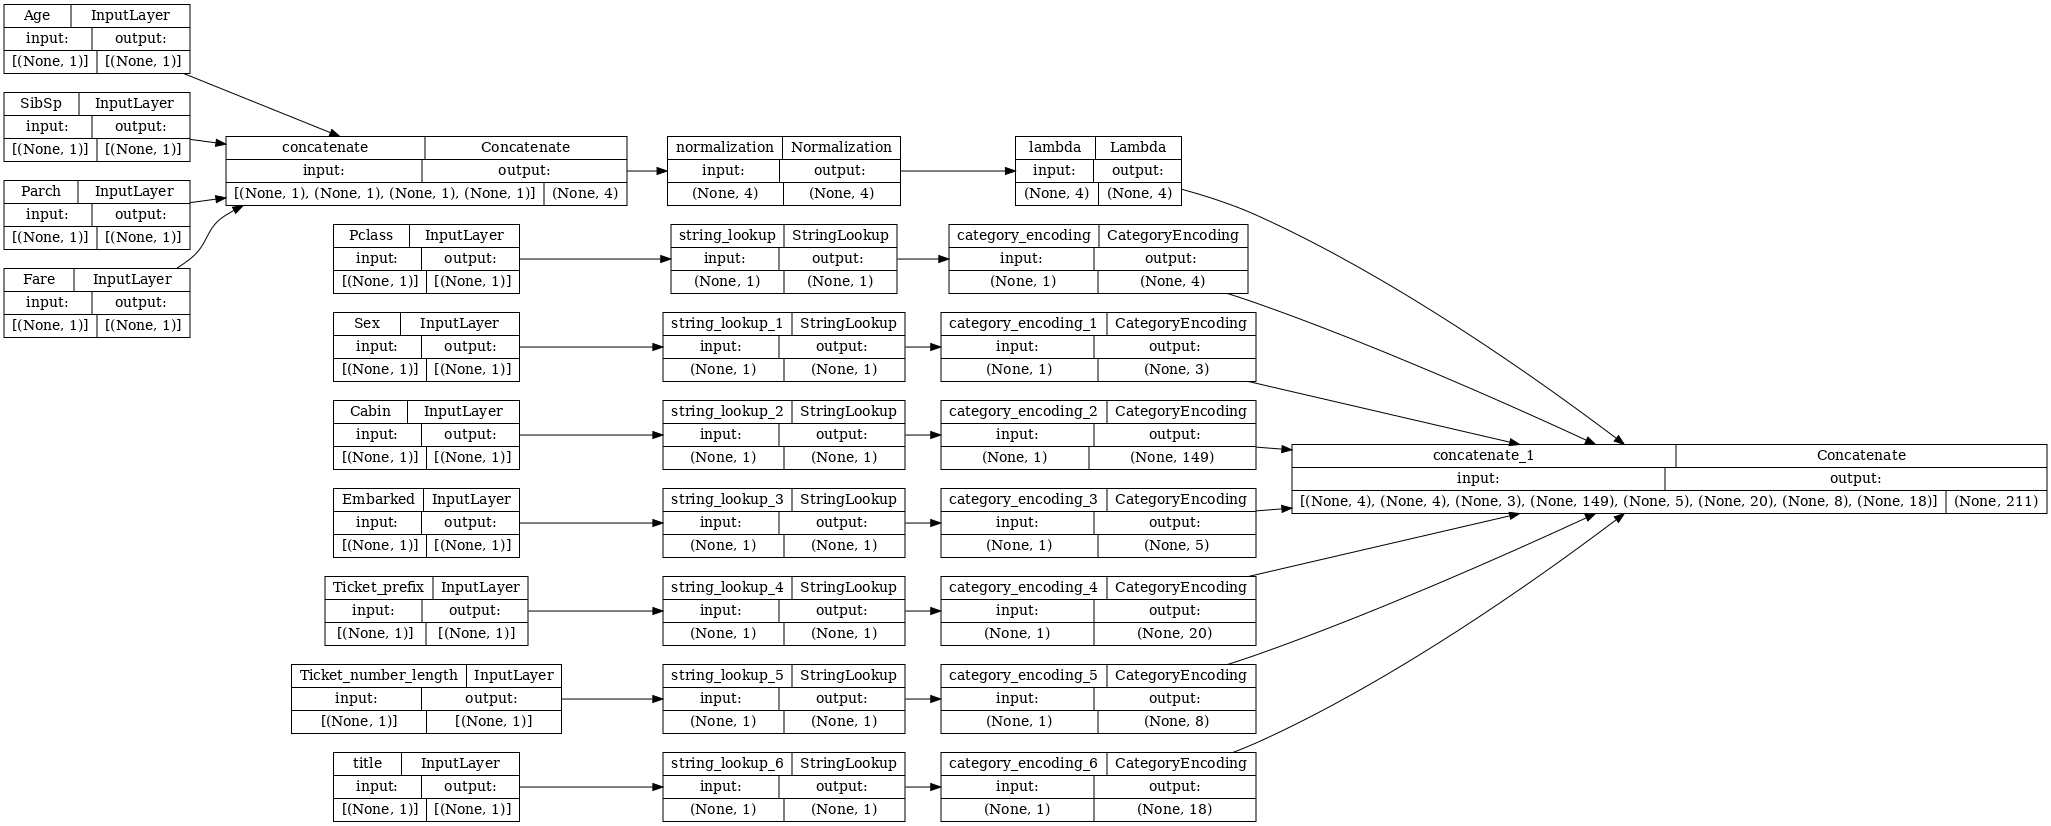 Age InputLayer
input: output:
[(None, 1)] [(None, 1)]
SibSp InputLayer
input: output:
[(None, 1)] [(None, 1)]
Parch InputLayer
input: output:
[(None, 1)] [(None, 1)]
Fare InputLayer
input: output:
[(None, 1)] [(None, 1)]
concatenate Concatenate
input: output:
[(None, 1), (None, 1), (None, 1), (None, 1)] (None, 4)
normalization Normalization
input: output:
(None, 4) (None, 4)
lambda Lambda
input: output:
(None, 4) (None, 4)
Pclass InputLayer
input: output:
[(None, 1)] [(None, 1)]
string_lookup StringLookup
input: output:
(None, 1) (None, 1)
category_encoding CategoryEncoding
input: output:
(None, 1) (None, 4)
Sex InputLayer
input: output:
[(None, 1)] [(None, 1)]
string_lookup_1 StringLookup
input: output:
(None, 1) (None, 1)
category_encoding_1 CategoryEncoding
input: output:
(None, 1) (None, 3)
Cabin InputLayer
input: output:
[(None, 1)] [(None, 1)]
string_lookup_2 StringLookup
input: output:
(None, 1) (None, 1)
category_encoding_2 CategoryEncoding
input: output:
(None, 1) (None, 149)
Embarked InputLayer
input: output:
[(None, 1)] [(None, 1)]
string_lookup_3 StringLookup
input: output:
(None, 1) (None, 1)
category_encoding_3 CategoryEncoding
input: output:
(None, 1) (None, 5)
Ticket_prefix InputLayer
input: output:
[(None, 1)] [(None, 1)]
string_lookup_4 StringLookup
input: output:
(None, 1) (None, 1)
category_encoding_4 CategoryEncoding
input: output:
(None, 1) (None, 20)
Ticket_number_length InputLayer
input: output:
[(None, 1)] [(None, 1)]
string_lookup_5 StringLookup
input: output:
(None, 1) (None, 1)
category_encoding_5 CategoryEncoding
input: output:
(None, 1) (None, 8)
title InputLayer
input: output:
[(None, 1)] [(None, 1)]
string_lookup_6 StringLookup
input: output:
(None, 1) (None, 1)
category_encoding_6 CategoryEncoding
input: output:
(None, 1) (None, 18)
concatenate_1 Concatenate
input: output:
[(None, 4), (None, 4), (None, 3), (None, 149), (None, 5), (None, 20), (None, 8), (None, 18)] (None, 211)